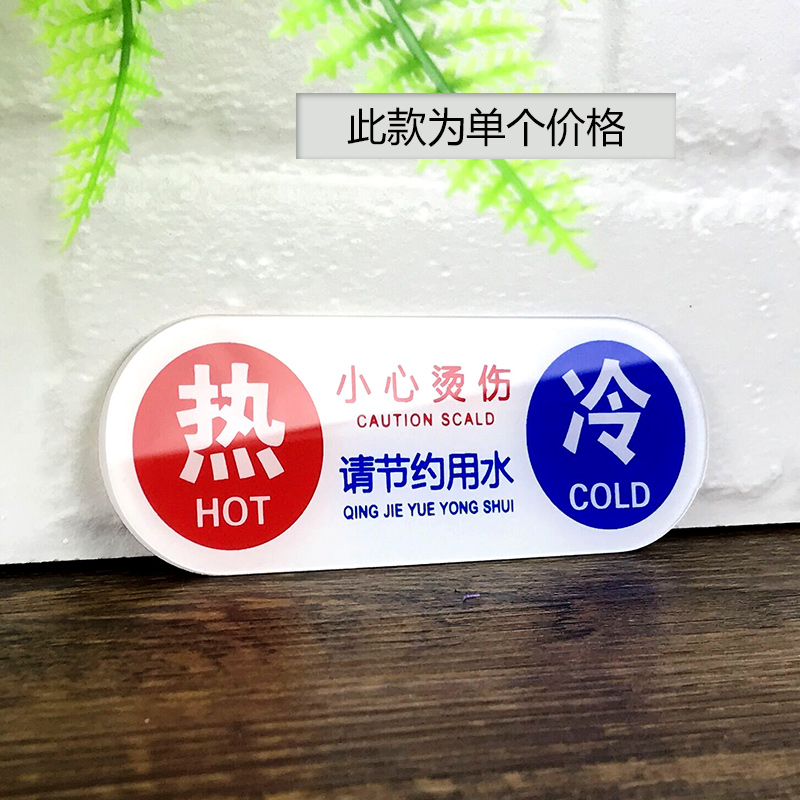 此款为单个价格
热
HOT
小心烫伤
CAUTION SCALD
请节约用水
QING JIE YUE YONG SHUI
冷
COLD